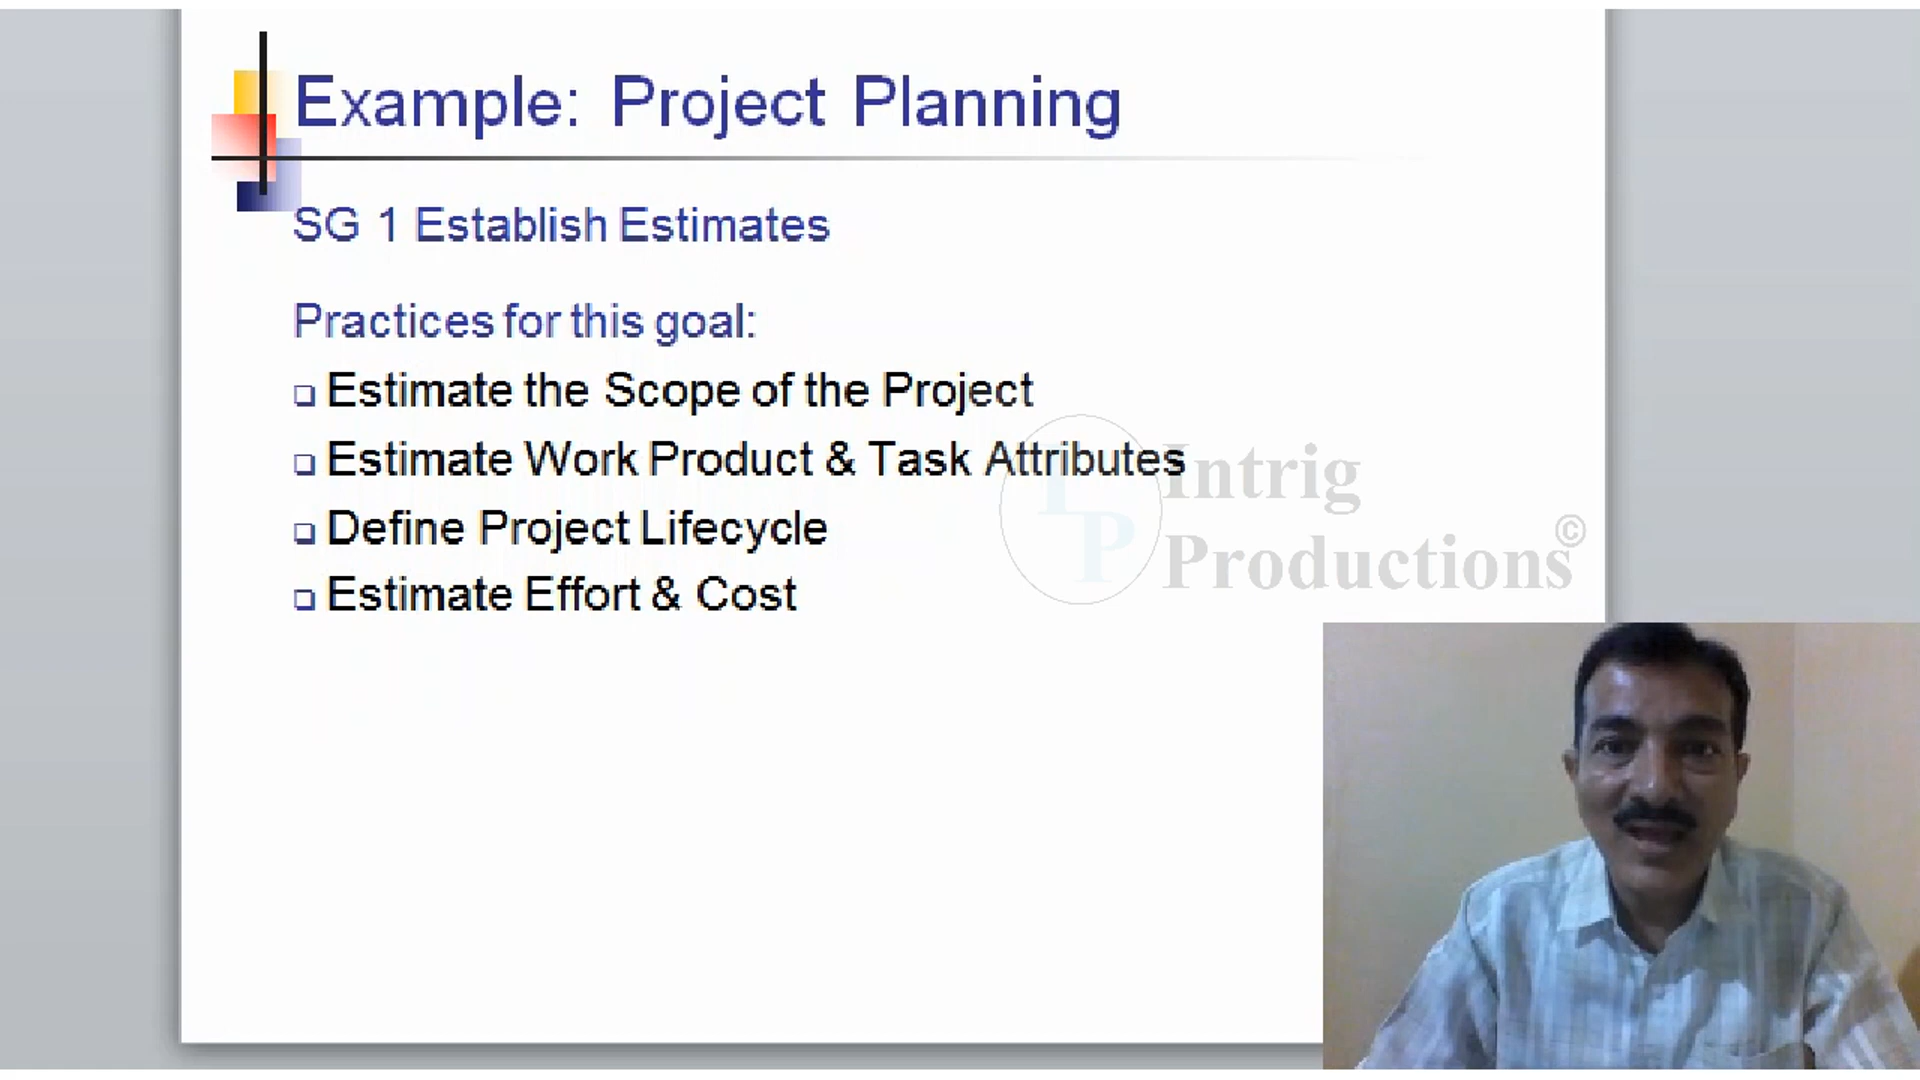 Example: Project Planning
SG 1 Establish Estimates
Practices for this goal:
Estimate the Scope of the Project
Estimate Work Product & Task Attributes
Define Project Lifecycle
Estimate Effort & Cost
IP
Intrig
Productions©